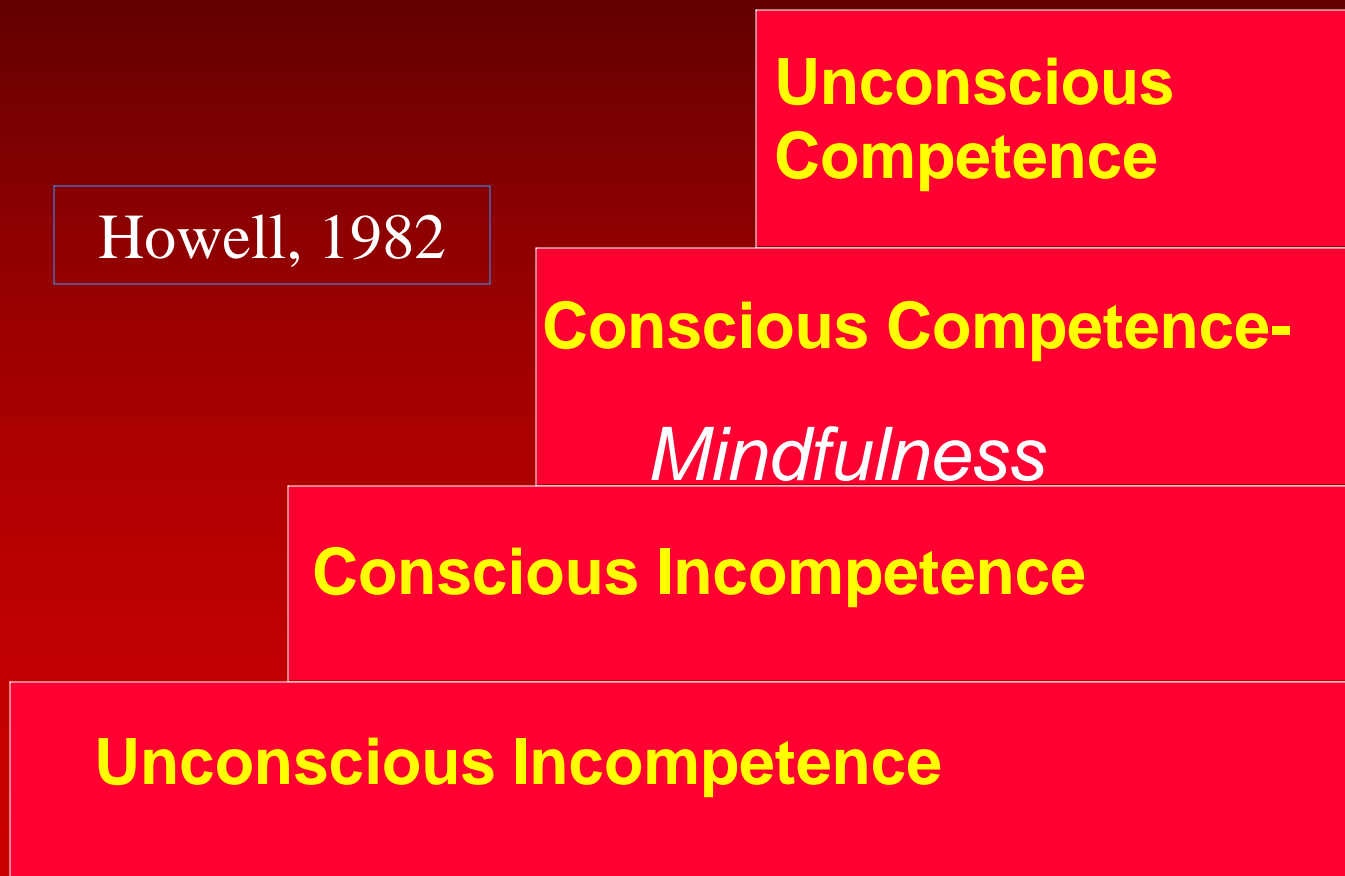 Unconscious
Competence
Howell, 1982
Conscious Competence-
Mindfulness
Conscious Incompetence
Unconscious Incompetence